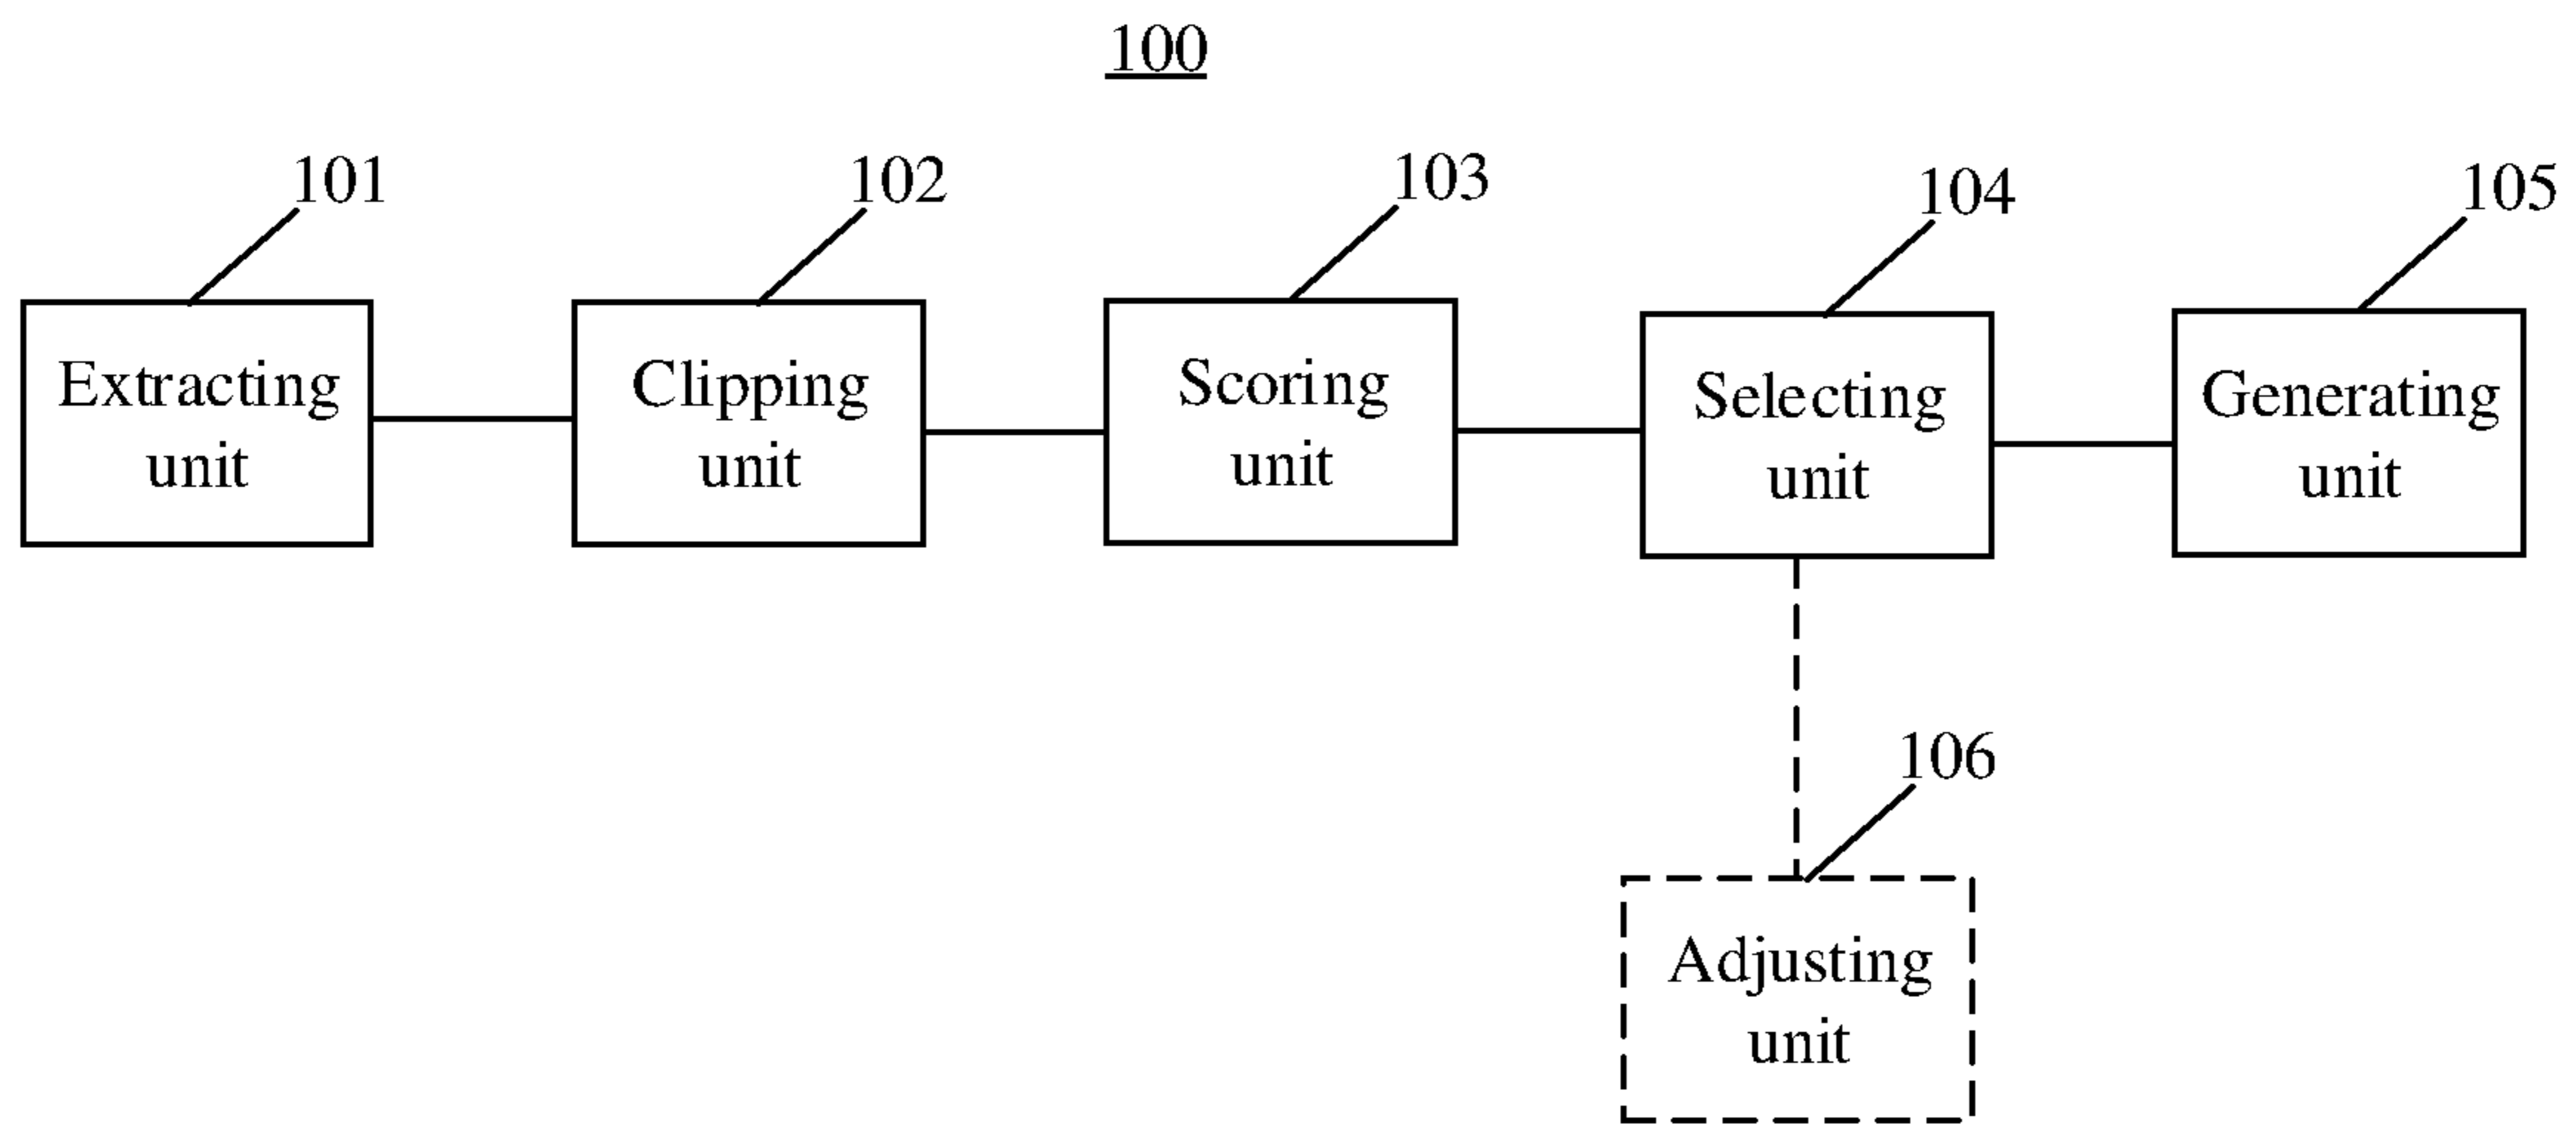 100
101
102
103
104
105
Extracting
unit
Clipping
unit
Scoring
unit
Selecting
unit
Generating
unit
106
Adjusting
unit